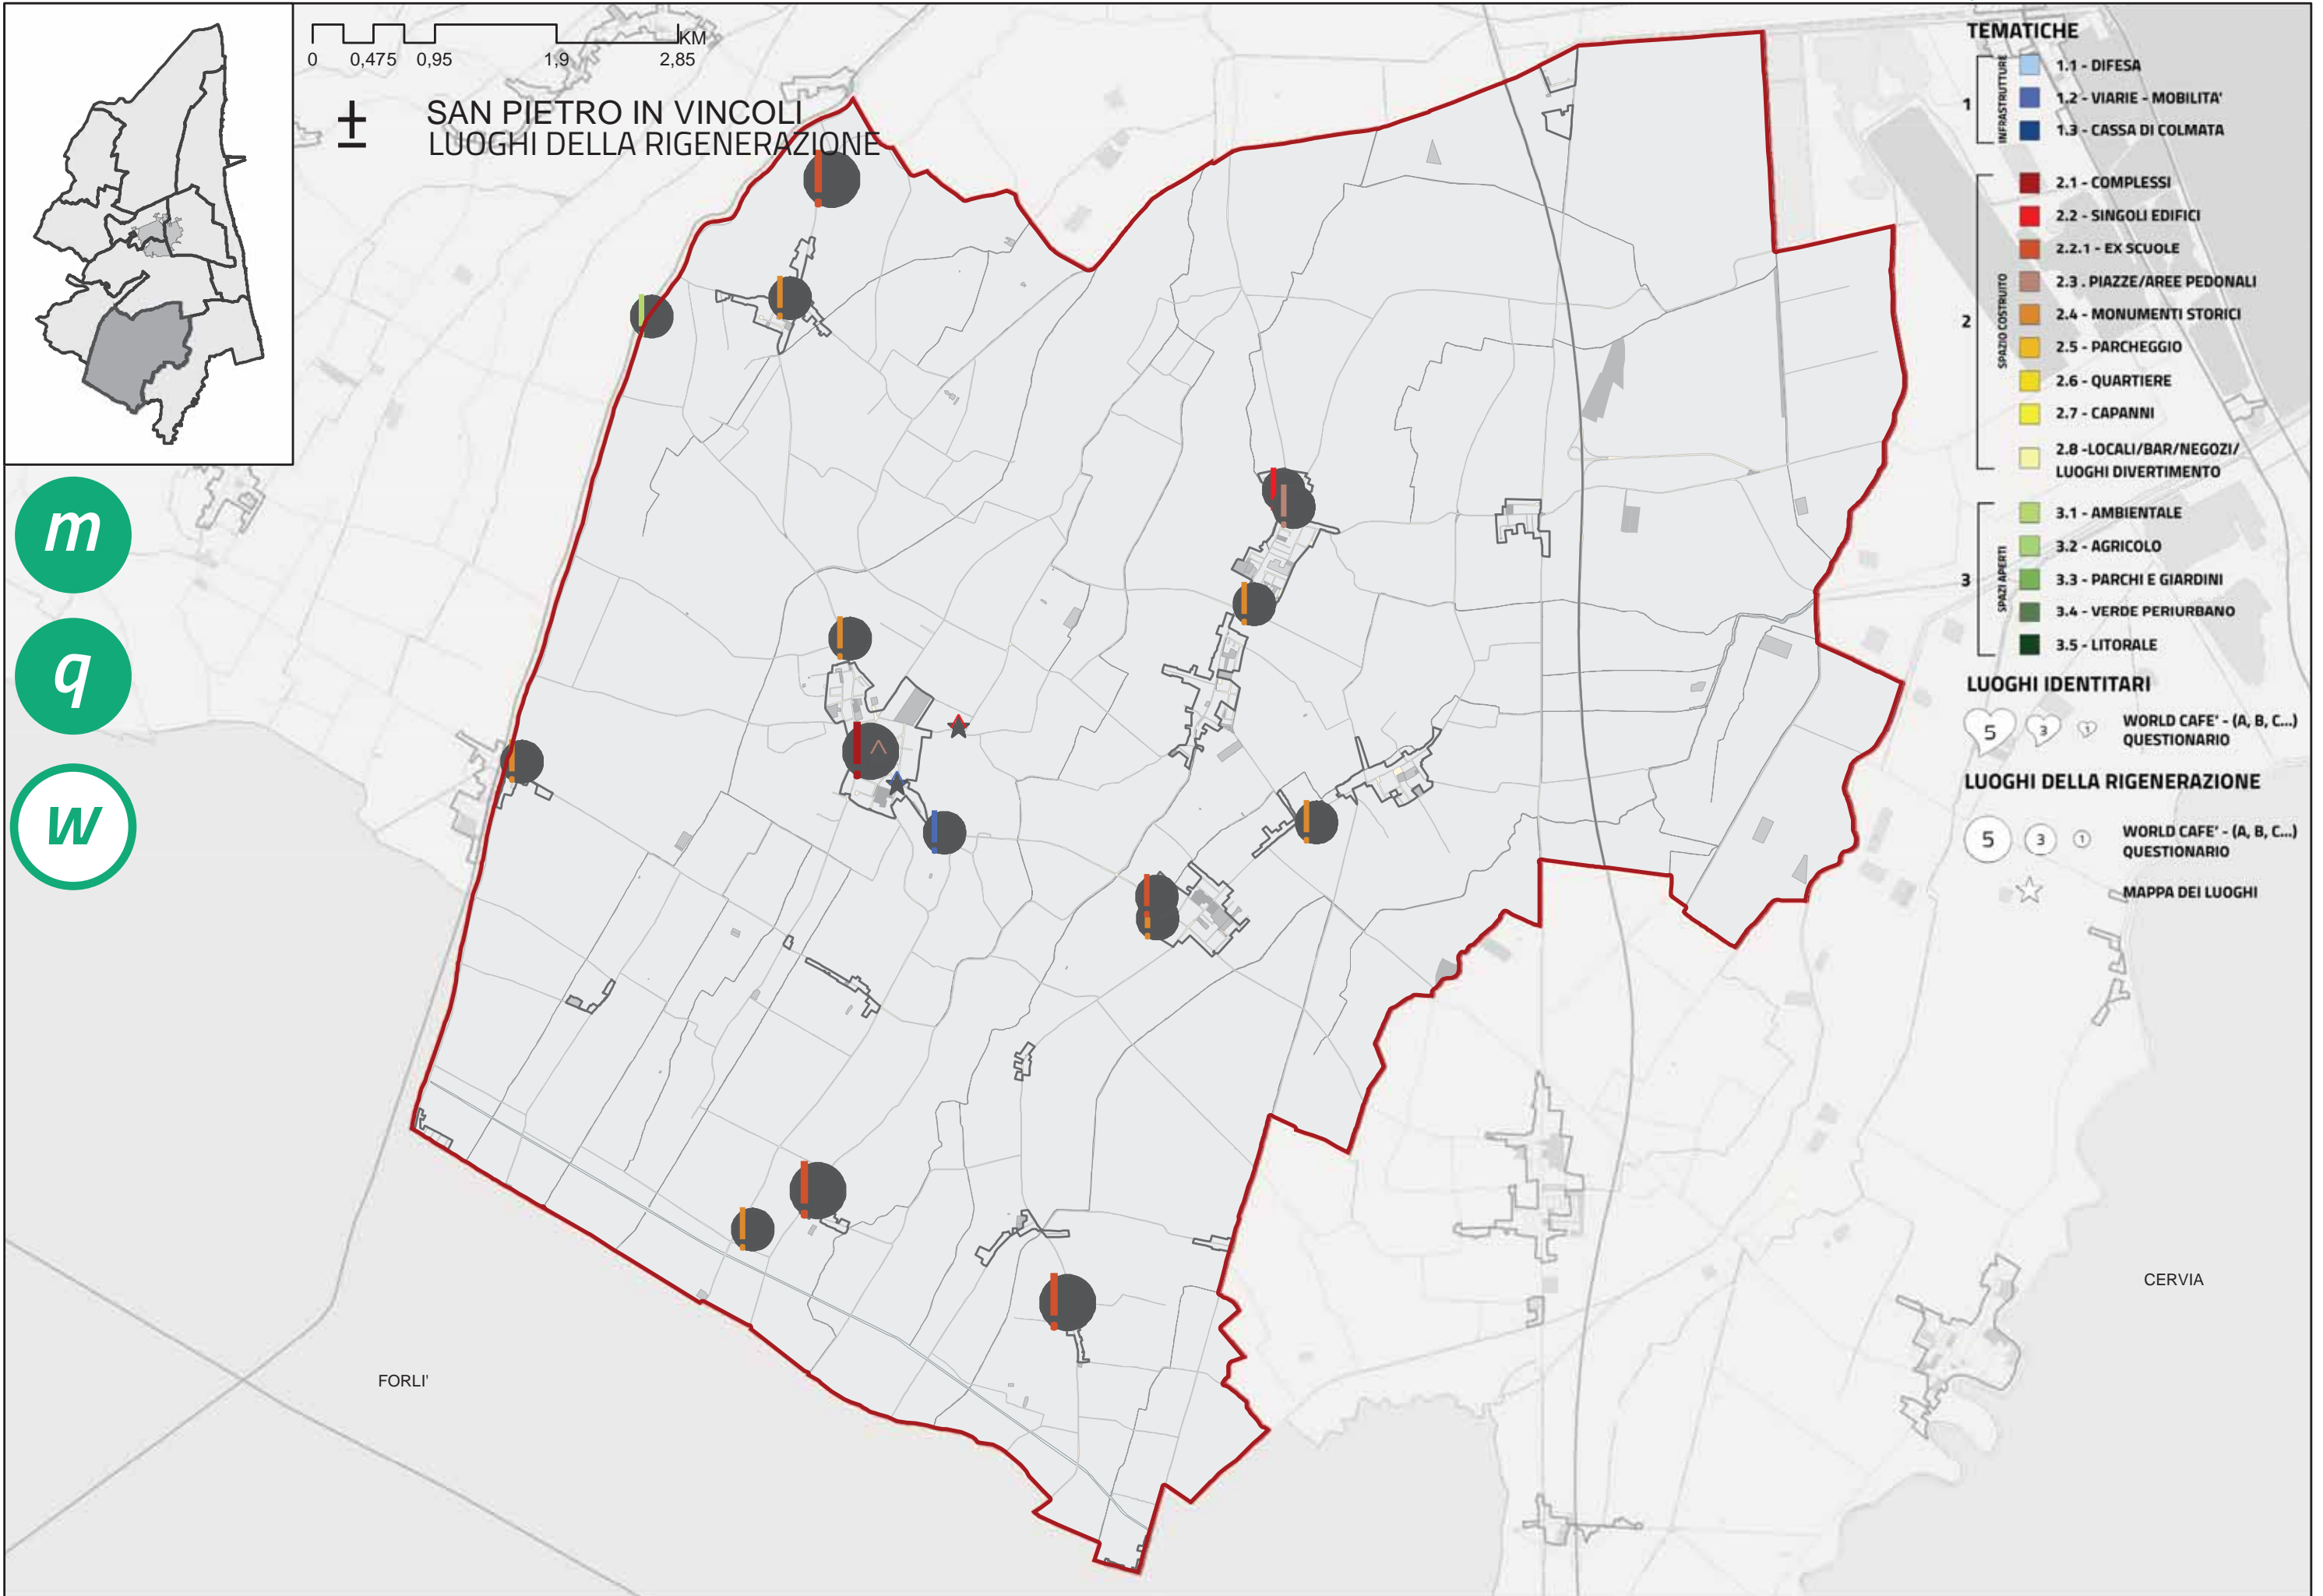 KM
0 0,475 0,95 1,9 2,85
±
SAN PIETRO IN VINCOLI
LUOGHI DELLA RIGENERAZIONE
m
q
w
FORLI'
CERVIA
TEMATICHE
1
INFRASTRUTTURE
1.1 - DIFESA
1.2 - VIARIE - MOBILITA'
1.3 - CASSA DI COLMATA
2
SPAZIO COSTRUITO
2.1 - COMPLESSI
2.2 - SINGOLI EDIFICI
2.2.1 - EX SCUOLE
2.3 . PIAZZE/AREE PEDONALI
2.4 - MONUMENTI STORICI
2.5 - PARCHEGGIO
2.6 - QUARTIERE
2.7 - CAPANNI
2.8 -LOCALI/BAR/NEGOZI/
LUOGHI DIVERTIMENTO
3
SPAZI APERTI
3.1 - AMBIENTALE
3.2 - AGRICOLO
3.3 - PARCHI E GIARDINI
3.4 - VERDE PERIURBANO
3.5 - LITORALE
LUOGHI IDENTITARI
5 3 1 WORLD CAFE' - (A, B, C...)
QUESTIONARIO
LUOGHI DELLA RIGENERAZIONE
5 3 1 WORLD CAFE' - (A, B, C...)
QUESTIONARIO
MAPPA DEI LUOGHI